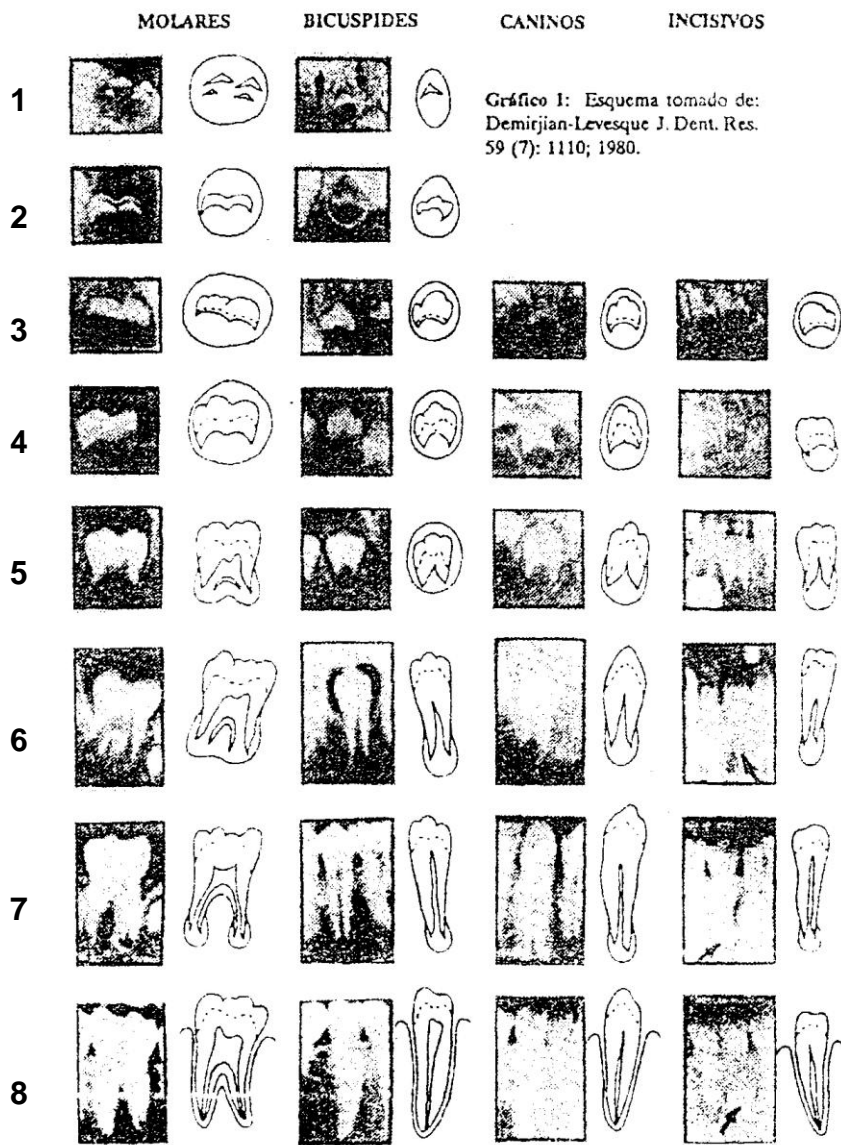 MOLARES BICUSPIDES CANINOS INCISIVOS
1
Gráfico 1: Esquema tomado de:
Demirjian-Levesque J. Dent. Res.
59 (7): 1110; 1980.
2
3
4
5
6
7
8